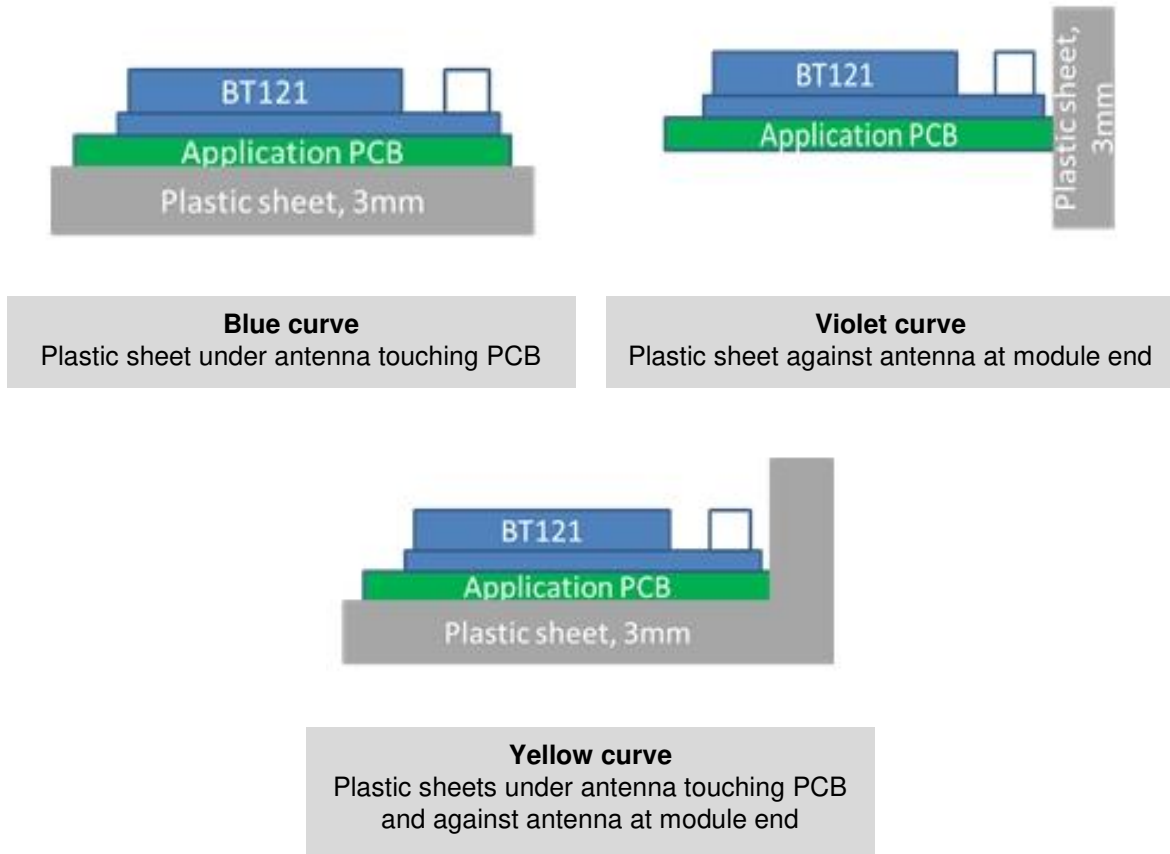 BT121
Application PCB
Plastic sheet, 3mm
BT121
Application PCB
Plastic sheet,
3mm
Blue curve
Plastic sheet under antenna touching PCB
Violet curve
Plastic sheet against antenna at module end
BT121
Application PCB
Plastic sheet, 3mm
Yellow curve
Plastic sheets under antenna touching PCB
and against antenna at module end